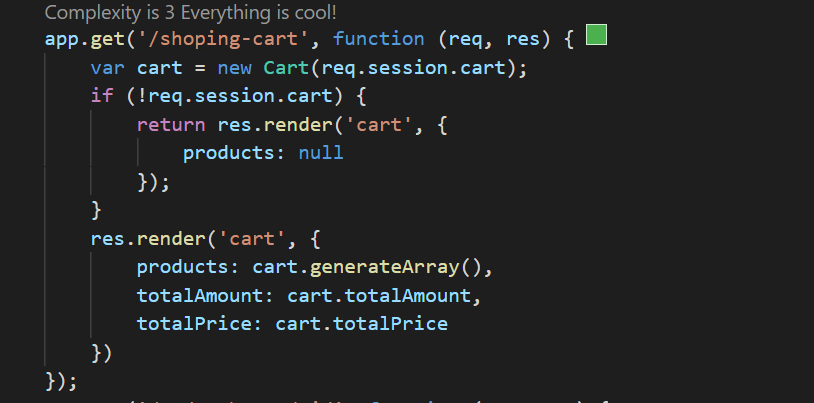 Complexity is 3 Everything is cool!
app.get('/shoping-cart', function (req, res) {
    var cart = new Cart(req.session.cart);
    if (!req.session.cart) {
        return res.render('cart', {
            products: null
        });
    }
    res.render('cart', {
        products: cart.generateArray(),
        totalAmount: cart.totalAmount,
        totalPrice: cart.totalPrice
    })
});